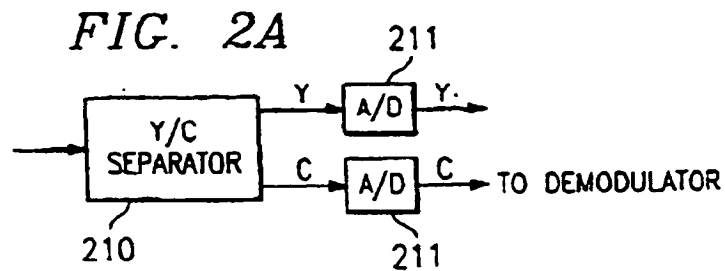 FIG. 2A
211
Y A/D Y.
Y/C
SEPARATOR
C A/D C TO DEMODULATOR
210
211